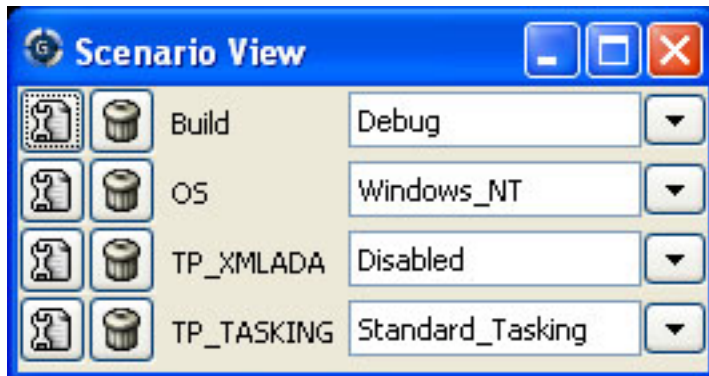 Scenario View
Build Debug
OS Windows_NT
TP_XMLADA Disabled
TP_TASKING Standard_Tasking